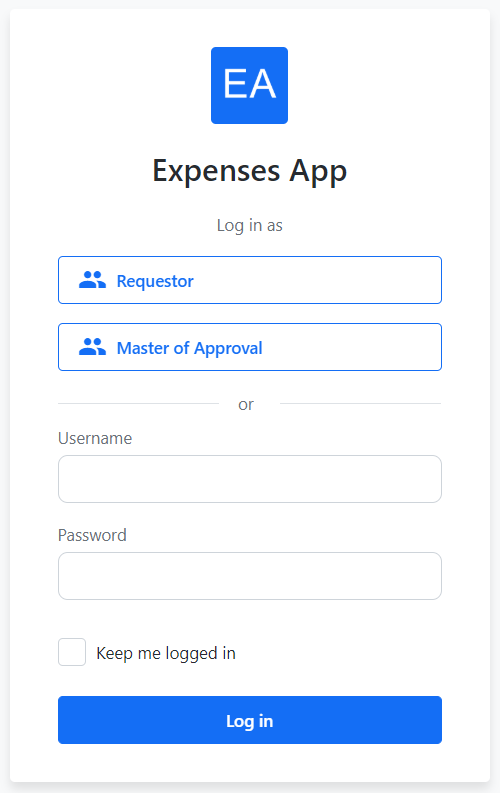 EA
Expenses App
Log in as
Requestor
Master of Approval
or
Username
Password
Keep me logged in
Log in